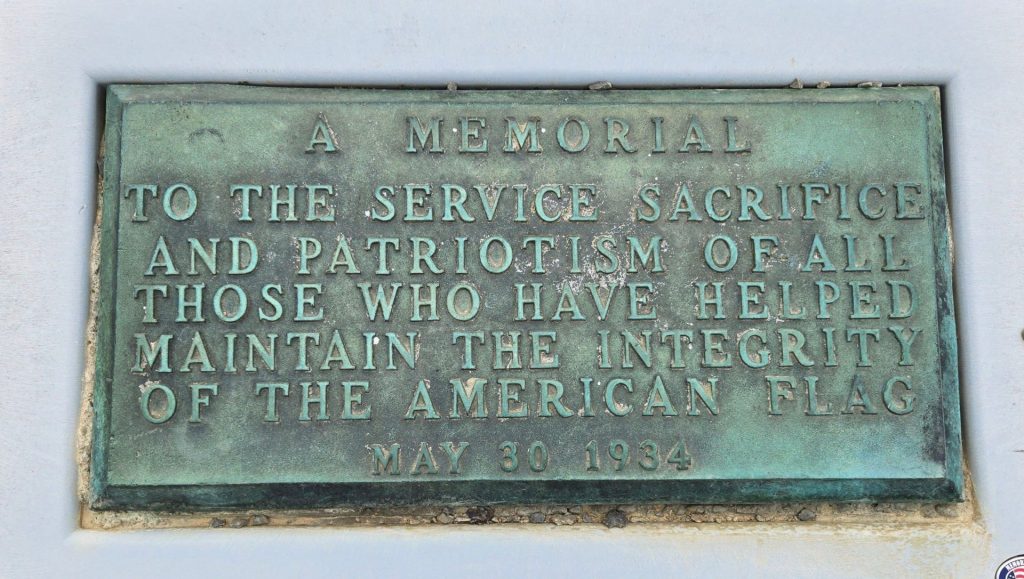 A MEMORIAL
TO THE SERVICE SACRIFICE
AND PATRIOTISM OF ALL
THOSE WHO HAVE HELPED
MAINTAIN THE INTEGRITY
OF THE AMERICAN FLAG
MAY 30 1934